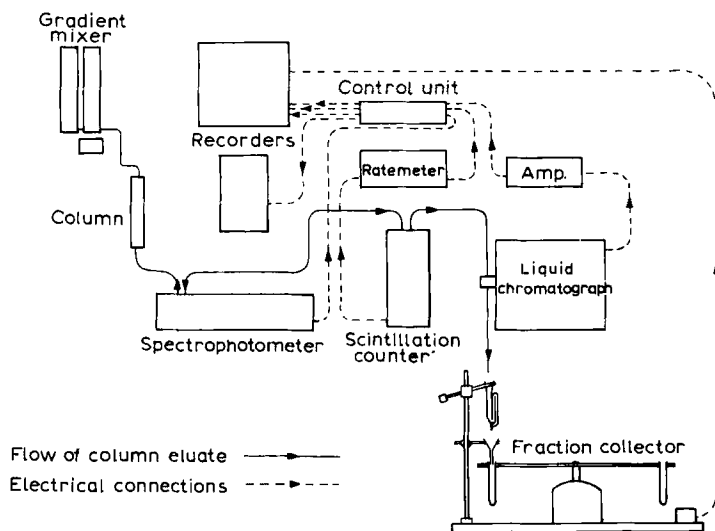 Gradient
mixer
Control unit
Recorders
Ratemeter
Amp.
Column
Liquid
chromatograph
Spectrophotometer
Scintillation
counter
Fraction collector
Flow of column eluate
Electrical connections